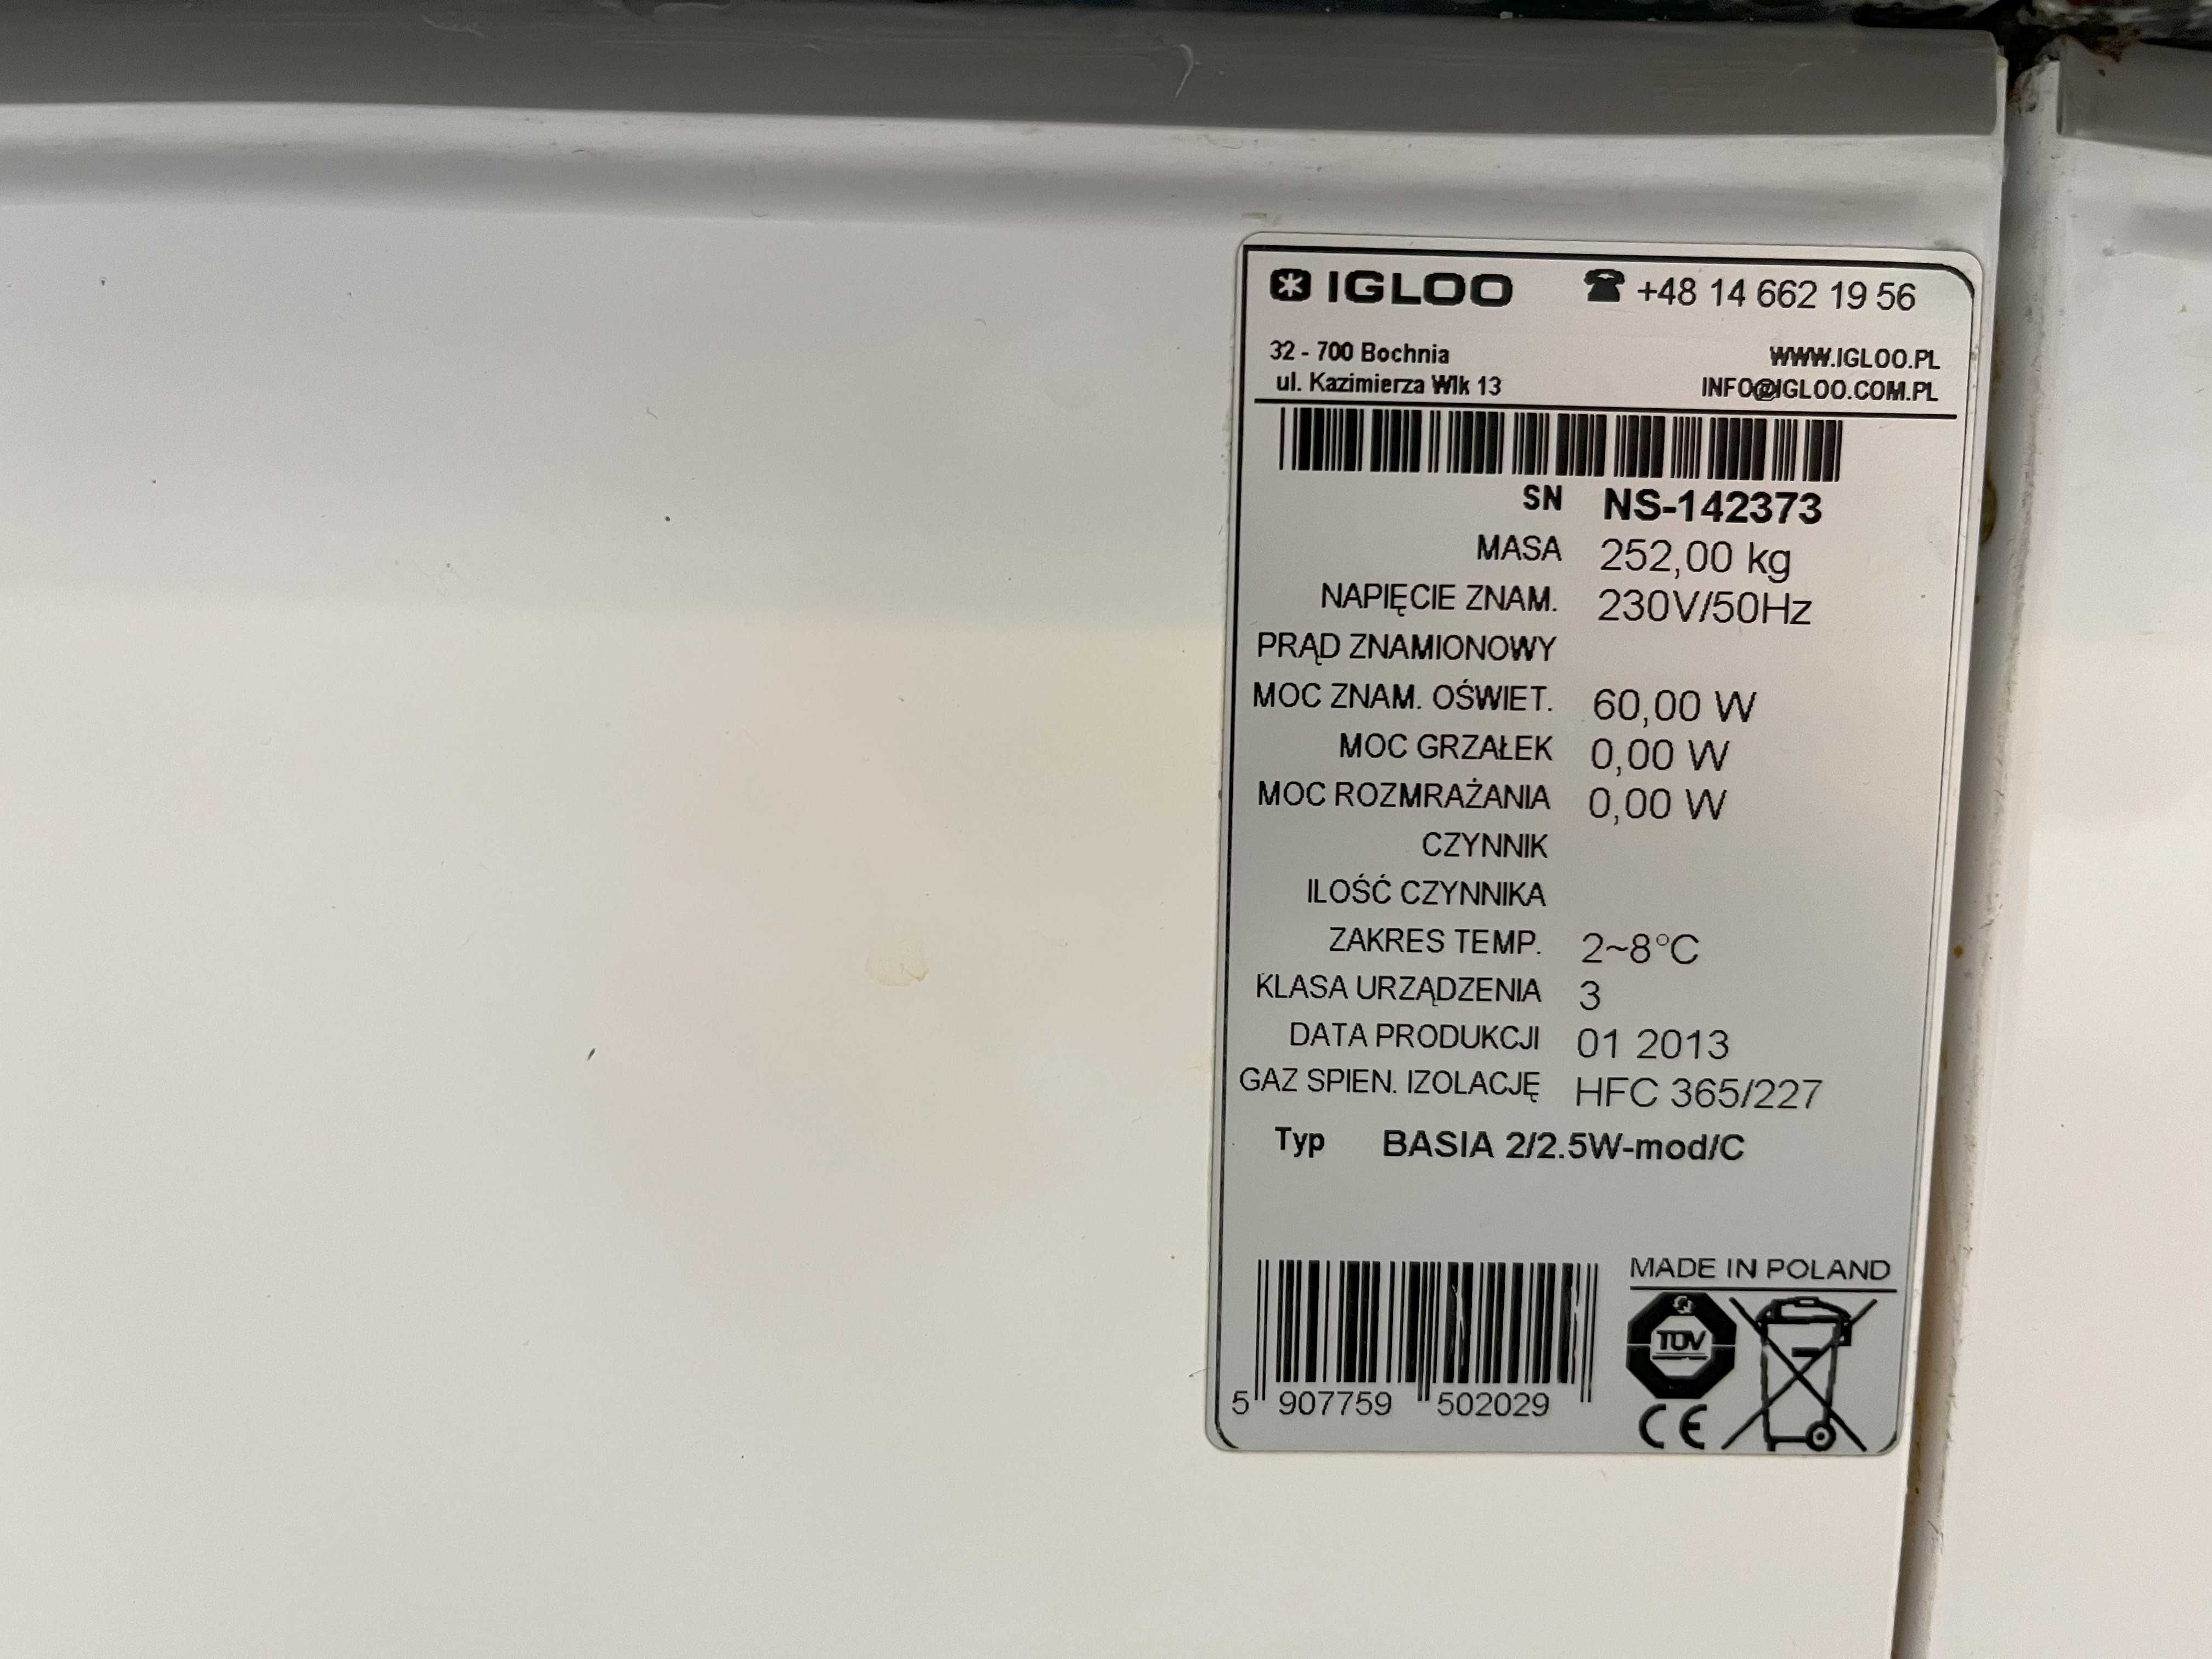 IGLOO +48 14 662 19 56
32 - 700 Bochnia WWW.IGLOO.PL
ul. Kazimierza Wlk 13 INFO@IGLOO.COM.PL
SN NS-142373
MASA 252,00 kg
NAPIĘCIE ZNAM. 230V/50Hz
PRĄD ZNAMIONOWY
MOC ZNAM. OŚWIET. 60,00 W
MOC GRZAŁEK 0,00 W
MOC ROZMRAŻANIA 0,00 W
CZYNNIK
ILOŚĆ CZYNNIKA
ZAKRES TEMP. 2~8°C
KLASA URZĄDZENIA 3
DATA PRODUKCJI 01 2013
GAZ SPIEN. IZOLACJĘ HFC 365/227
Typ BASIA 2/2.5W-mod/C
MADE IN POLAND
TÜV
CE
5 907759 502029